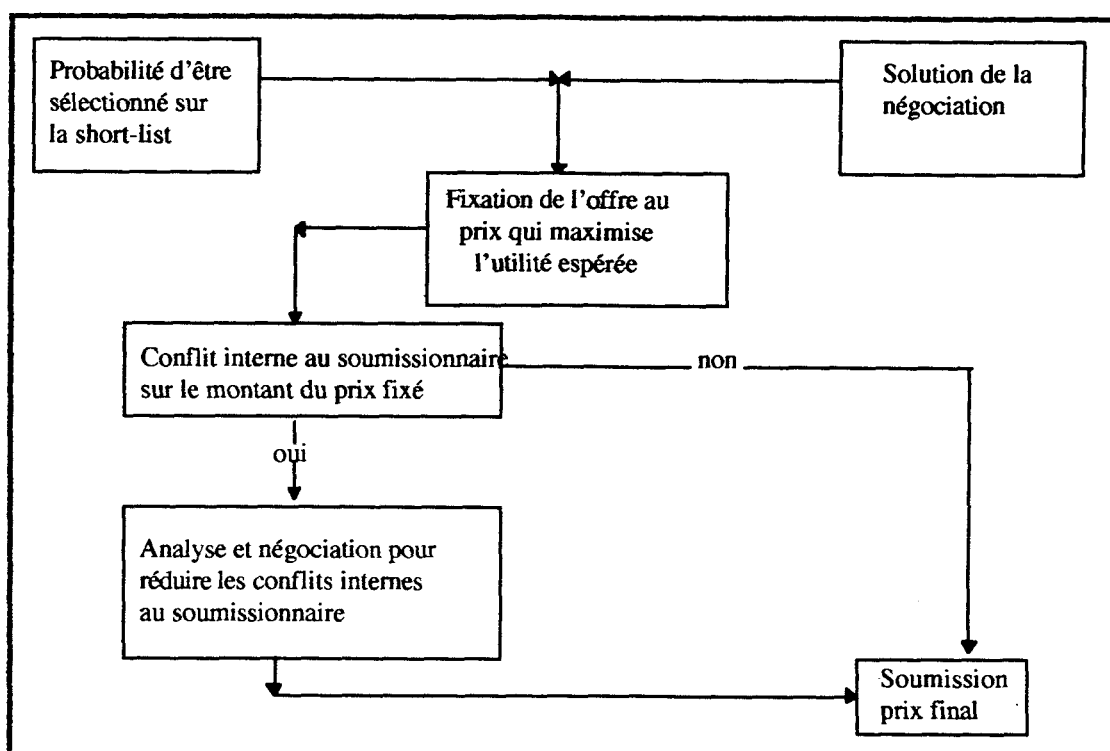 Probabilité d'être
sélectionné sur
la short-list
Solution de la
négociation
Fixation de l'offre au
prix qui maximise
l'utilité espérée
Conflit interne au soumissionnaire
sur le montant du prix fixé
non
oui
Analyse et négociation pour
réduire les conflits internes
au soumissionnaire
Soumission
prix final